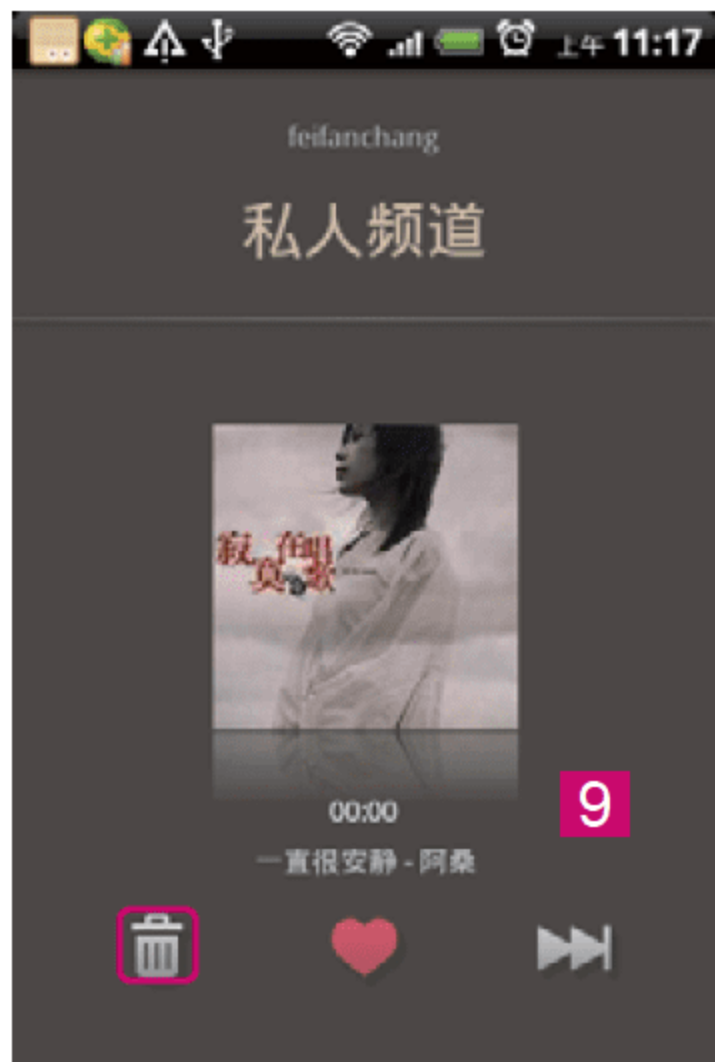 上午 11:17
feifanchang
私人频道
寂寞在唱歌
00:00
9
一直很安静 - 阿桑